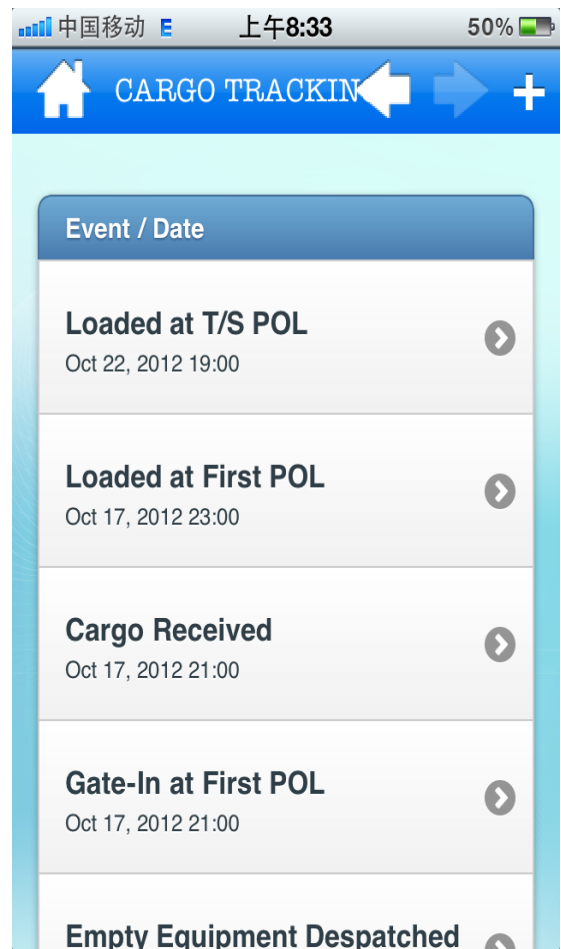 中国移动 E 上午8:33 50%
CARGO TRACKIN
Event / Date
Loaded at T/S POL
Oct 22, 2012 19:00
Loaded at First POL
Oct 17, 2012 23:00
Cargo Received
Oct 17, 2012 21:00
Gate-In at First POL
Oct 17, 2012 21:00
Empty Equipment Despatched